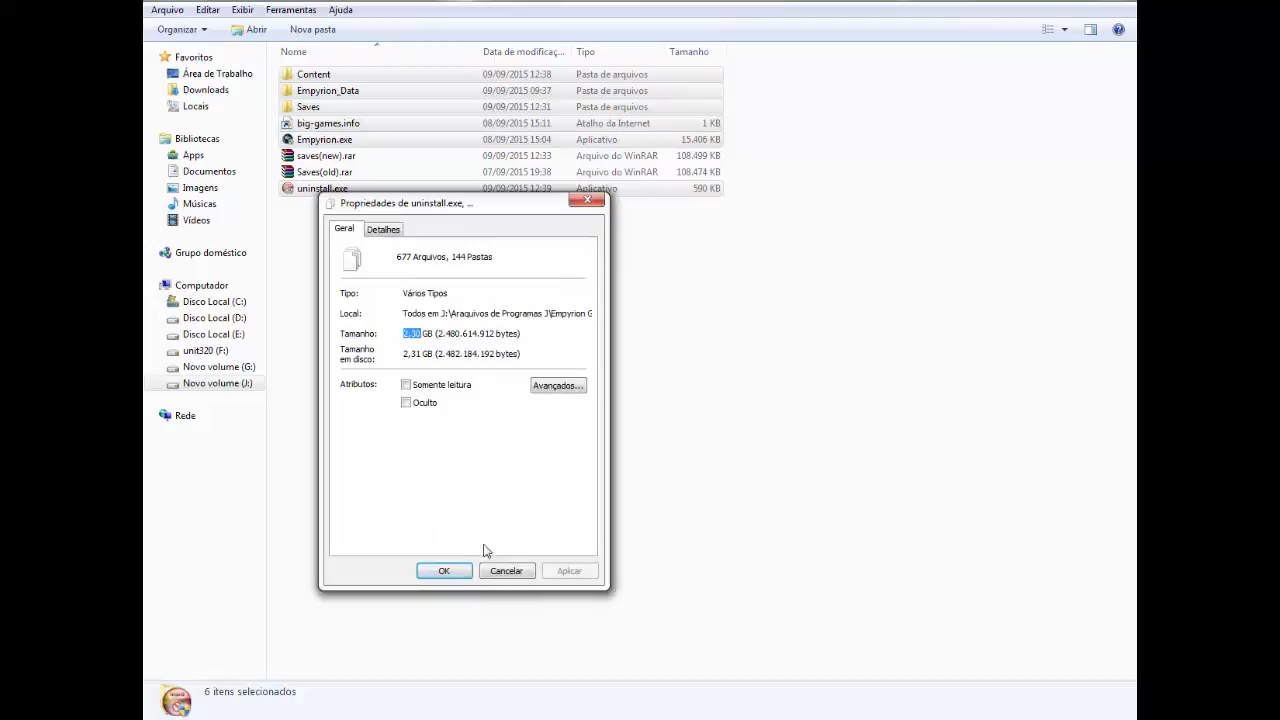 Arquivo Editar Exibir Ferramentas Ajuda
Organizar Abrir Nova pasta
Nome Data de modificaç... Tipo Tamanho
Favoritos
Área de Trabalho
Downloads
Locais
Bibliotecas
Apps
Documentos
Imagens
Músicas
Vídeos
Grupo doméstico
Computador
Disco Local (C:)
Disco Local (D:)
Disco Local (E:)
unit320 (F:)
Novo volume (G:)
Novo volume (J:)
Rede
Content 09/09/2015 12:38 Pasta de arquivos
Empyrion_Data 09/09/2015 09:37 Pasta de arquivos
Saves 09/09/2015 12:31 Pasta de arquivos
big-games.info 08/09/2015 15:11 Atalho da Internet 1 KB
Empyrion.exe 08/09/2015 15:04 Aplicativo 15.406 KB
saves(new).rar 09/09/2015 12:33 Arquivo do WinRAR 108.499 KB
Saves(old).rar 07/09/2015 19:38 Arquivo do WinRAR 108.474 KB
uninstall.exe 09/09/2015 12:39 Aplicativo 590 KB
Propriedades de uninstall.exe, ...
Geral Detalhes
677 Arquivos, 144 Pastas
Tipo: Vários Tipos
Local: Todos em J:\Araquivos de Programas J\Empyrion G
Tamanho: 2,30 GB (2.480.614.912 bytes)
Tamanho em disco: 2,31 GB (2.482.184.192 bytes)
Atributos: Somente leitura Avançados...
Oculto
OK Cancelar Aplicar
6 itens selecionados